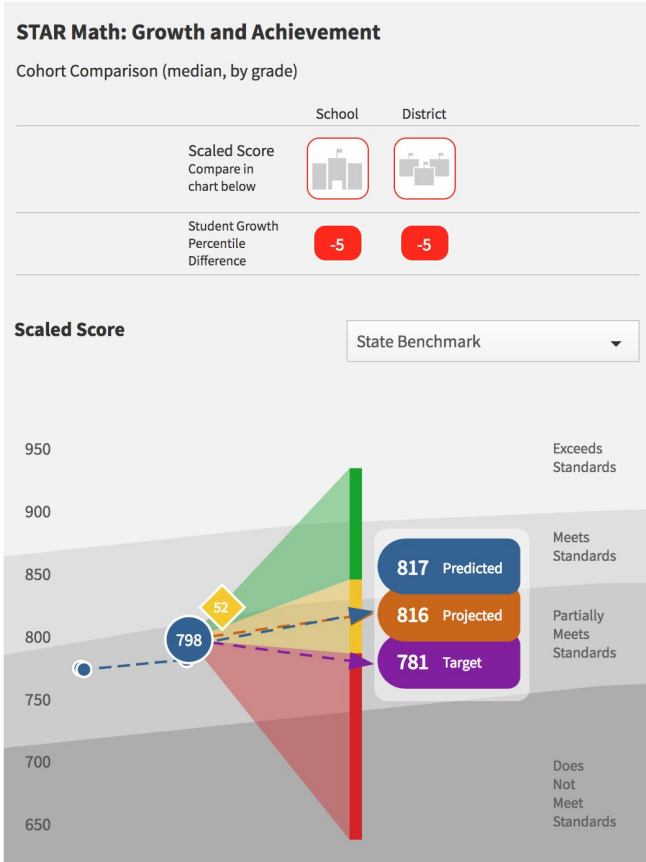 STAR Math: Growth and Achievement
Cohort Comparison (median, by grade)
School District
Scaled Score
Compare in
chart below
Student Growth
Percentile
Difference
-5 -5
Scaled Score
State Benchmark
950
Exceeds
Standards
900
Meets
Standards
850
817 Predicted
52
816 Projected
Partially
Meets
Standards
800
798
781 Target
750
700
Does
Not
Meet
Standards
650